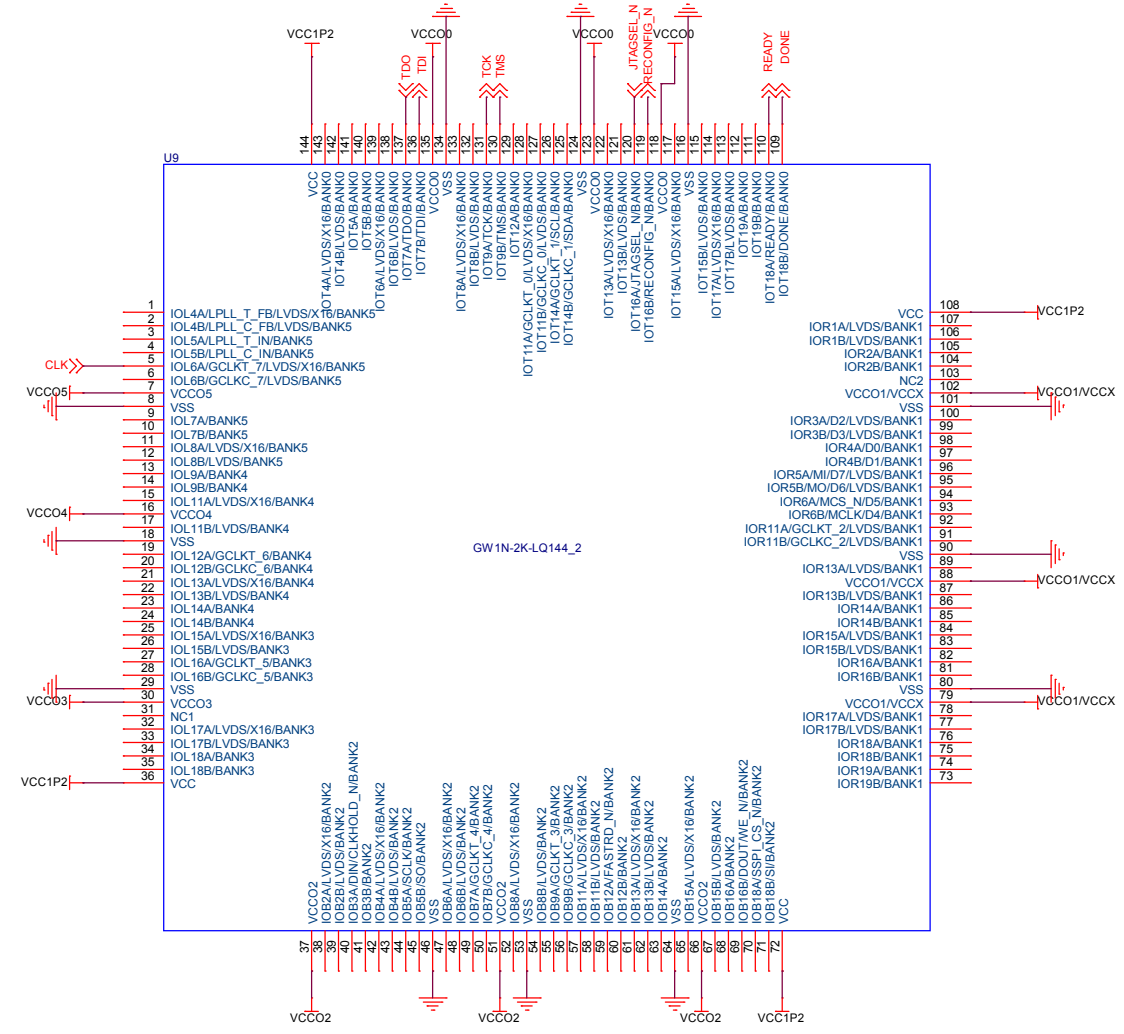 VCC1P2
TDO
TDI
VCCO0
TCK
TMS
VCCO0
JTAGSEL_N
RECONFIG_N
VCCO0
READY
DONE
U9
144 VCC
143 IOT4A/LVDS/X16/BANK0
142 IOT4B/LVDS/BANK0
141 IOT5A/BANK0
140 IOT5B/BANK0
139 IOT6A/LVDS/X16/BANK0
138 IOT6B/LVDS/BANK0
137 IOT7A/TDO/BANK0
136 IOT7B/TDI/BANK0
135 VCCO0
134 VSS
133 IOT8A/LVDS/X16/BANK0
132 IOT8B/LVDS/BANK0
131 IOT9A/TCK/BANK0
130 IOT9B/TMS/BANK0
129 IOT12A/BANK0
128 IOT11A/GCLKT_0/LVDS/X16/BANK0
127 IOT11B/GCLKC_0/LVDS/BANK0
126 IOT14A/GCLKT_1/SCL/BANK0
125 IOT14B/GCLKC_1/SDA/BANK0
124 VSS
123 VCCO0
122 IOT13A/LVDS/X16/BANK0
121 IOT13B/LVDS/BANK0
120 IOT16A/JTAGSEL_N/BANK0
119 IOT16B/RECONFIG_N/BANK0
118 VCCO0
117 IOT15A/LVDS/X16/BANK0
116 VSS
115 IOT15B/LVDS/BANK0
114 IOT17A/LVDS/X16/BANK0
113 IOT17B/LVDS/BANK0
112 IOT19A/BANK0
111 IOT19B/BANK0
110 IOT18A/READY/BANK0
109 IOT18B/DONE/BANK0
1 IOL4A/LPLL_T_FB/LVDS/X16/BANK5
2 IOL4B/LPLL_C_FB/LVDS/BANK5
3 IOL5A/LPLL_T_IN/BANK5
4 IOL5B/LPLL_C_IN/BANK5
CLK 5 IOL6A/GCLKT_7/LVDS/X16/BANK5
6 IOL6B/GCLKC_7/LVDS/BANK5
VCCO5 7 VCCO5
8 VSS
9 IOL7A/BANK5
10 IOL7B/BANK5
11 IOL8A/LVDS/X16/BANK5
12 IOL8B/LVDS/BANK5
13 IOL9A/BANK4
14 IOL9B/BANK4
15 IOL11A/LVDS/X16/BANK4
VCCO4 16 VCCO4
17 IOL11B/LVDS/BANK4
18 VSS
19 IOL12A/GCLKT_6/BANK4
20 IOL12B/GCLKC_6/BANK4
21 IOL13A/LVDS/X16/BANK4
22 IOL13B/LVDS/BANK4
23 IOL14A/BANK4
24 IOL14B/BANK4
25 IOL15A/LVDS/X16/BANK3
26 IOL15B/LVDS/BANK3
27 IOL16A/GCLKT_5/BANK3
28 IOL16B/GCLKC_5/BANK3
29 VSS
VCCO3 30 VCCO3
31 NC1
32 IOL17A/LVDS/X16/BANK3
33 IOL17B/LVDS/BANK3
34 IOL18A/BANK3
35 IOL18B/BANK3
VCC1P2 36 VCC
GW1N-2K-LQ144_2
VCC 108 VCC1P2
IOR1A/LVDS/BANK1 107
IOR1B/LVDS/BANK1 106
IOR2A/BANK1 105
IOR2B/BANK1 104
NC2 103
VCCO1/VCCX 102 VCCO1/VCCX
VSS 101
IOR3A/D2/LVDS/BANK1 100
IOR3B/D3/LVDS/BANK1 99
IOR4A/D0/BANK1 98
IOR4B/D1/BANK1 97
IOR5A/MI/D7/LVDS/BANK1 96
IOR5B/MO/D6/LVDS/BANK1 95
IOR6A/MCS_N/D5/BANK1 94
IOR6B/MCLK/D4/BANK1 93
IOR11A/GCLKT_2/LVDS/BANK1 92
IOR11B/GCLKC_2/LVDS/BANK1 91
VSS 90
IOR13A/LVDS/BANK1 89
VCCO1/VCCX 88 VCCO1/VCCX
IOR13B/LVDS/BANK1 87
IOR14A/BANK1 86
IOR14B/BANK1 85
IOR15A/LVDS/BANK1 84
IOR15B/LVDS/BANK1 83
IOR16A/BANK1 82
IOR16B/BANK1 81
VSS 80
VCCO1/VCCX 79 VCCO1/VCCX
IOR17A/LVDS/BANK1 78
IOR17B/LVDS/BANK1 77
IOR18A/BANK1 76
IOR18B/BANK1 75
IOR19A/BANK1 74
IOR19B/BANK1 73
37 VCCO2
38 IOB2A/LVDS/X16/BANK2
39 IOB2B/LVDS/BANK2
40 IOB3A/DIN/CLKHOLD_N/BANK2
41 IOB3B/BANK2
42 IOB4A/LVDS/X16/BANK2
43 IOB4B/LVDS/BANK2
44 IOB5A/SCLK/BANK2
45 IOB5B/SO/BANK2
46 VSS
47 IOB6A/LVDS/X16/BANK2
48 IOB6B/LVDS/BANK2
49 IOB7A/GCLKT_4/BANK2
50 IOB7B/GCLKC_4/BANK2
51 VCCO2
52 IOB8A/LVDS/X16/BANK2
53 VSS
54 IOB8B/LVDS/BANK2
55 IOB9A/GCLKT_3/BANK2
56 IOB9B/GCLKC_3/BANK2
57 IOB11A/LVDS/X16/BANK2
58 IOB11B/LVDS/BANK2
59 IOB12A/FASTRD_N/BANK2
60 IOB12B/BANK2
61 IOB13A/LVDS/X16/BANK2
62 IOB13B/LVDS/BANK2
63 IOB14A/BANK2
64 VSS
65 IOB15A/LVDS/X16/BANK2
66 VCCO2
67 IOB15B/LVDS/BANK2
68 IOB16A/BANK2
69 IOB16B/DOUT/WE_N/BANK2
70 IOB18A/SSPI_CS_N/BANK2
71 IOB18B/SI/BANK2
72 VCC
VCCO2
VCCO2
VCCO2
VCC1P2